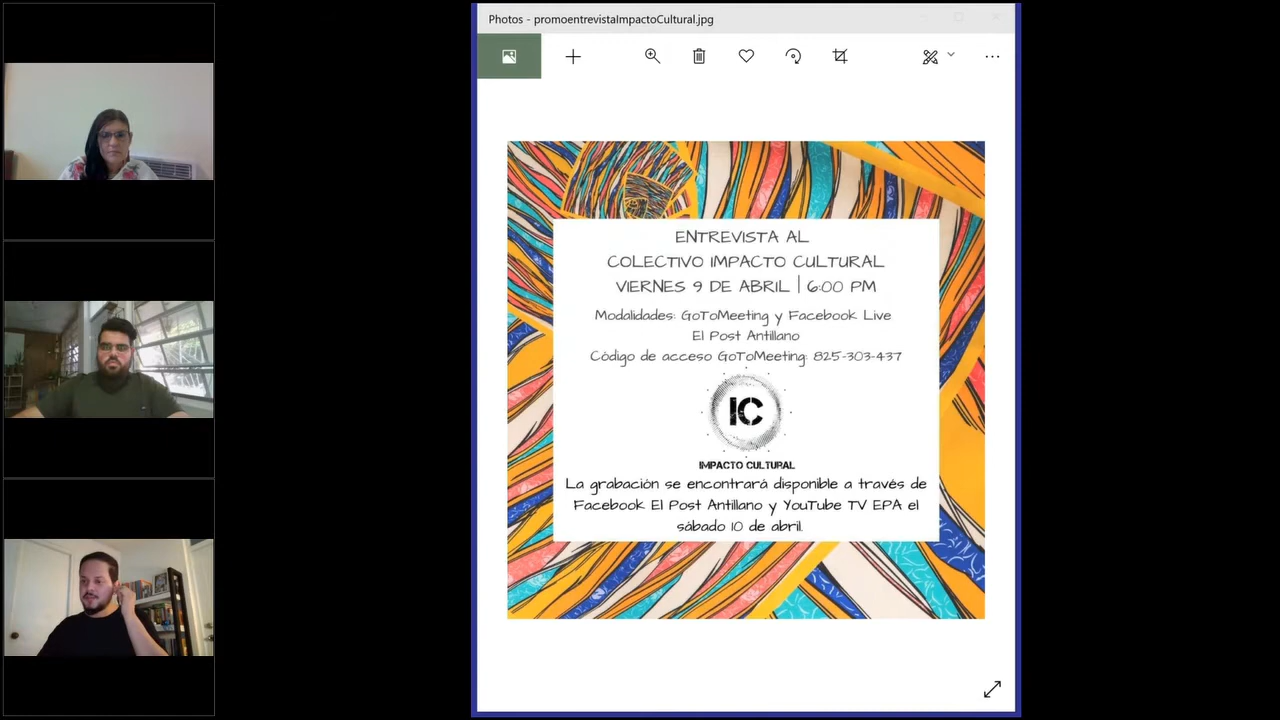 Photos - promoentrevistaImpactoCultural.jpg
ENTREVISTA AL
COLECTIVO IMPACTO CULTURAL
VIERNES 9 DE ABRIL | 6:00 PM
Modalidades: GoToMeeting y Facebook Live
El Post Antillano
Código de acceso GoToMeeting: 825-303-437
IC
IMPACTO CULTURAL
La grabación se encontrará disponible a través de
Facebook El Post Antillano y YouTube TV EPA el
sábado 10 de abril.